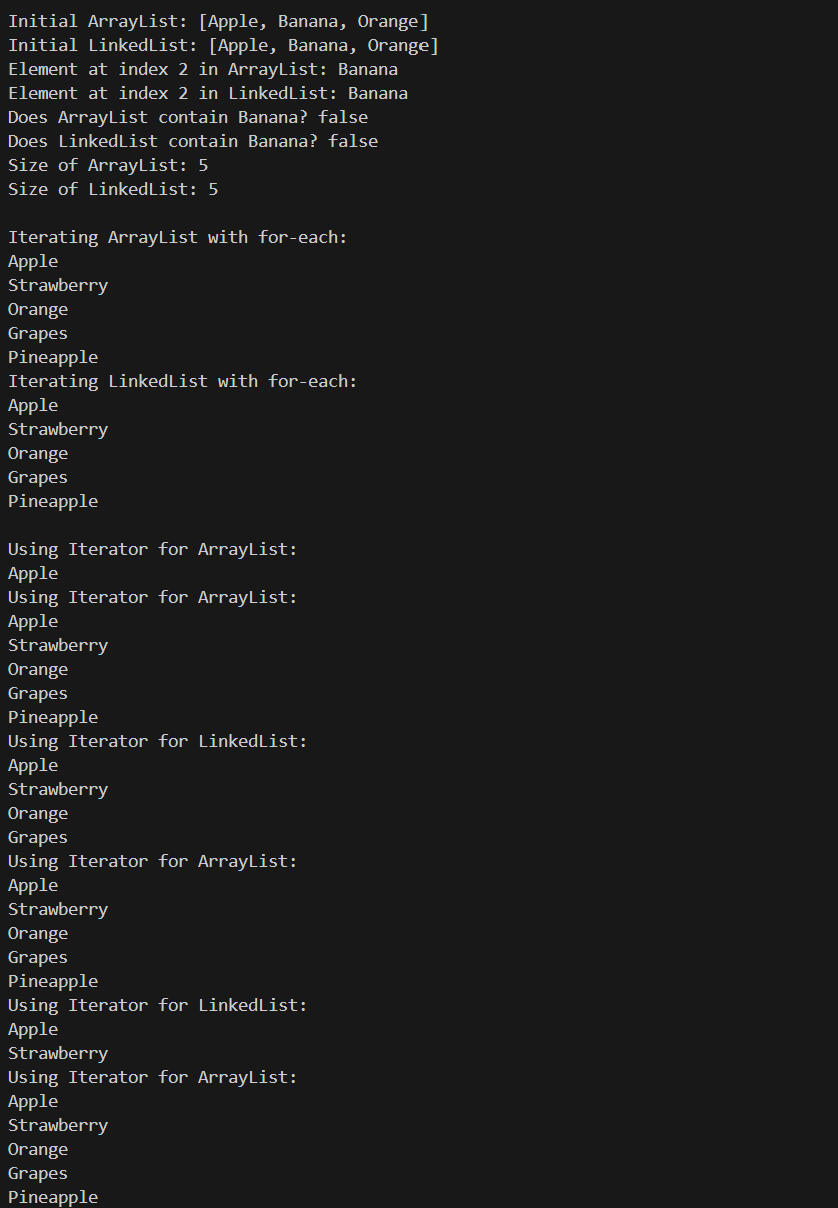 Initial ArrayList: [Apple, Banana, Orange]
Initial LinkedList: [Apple, Banana, Orange]
Element at index 2 in ArrayList: Banana
Element at index 2 in LinkedList: Banana
Does ArrayList contain Banana? false
Does LinkedList contain Banana? false
Size of ArrayList: 5
Size of LinkedList: 5

Iterating ArrayList with for-each:
Apple
Strawberry
Orange
Grapes
Pineapple
Iterating LinkedList with for-each:
Apple
Strawberry
Orange
Grapes
Pineapple

Using Iterator for ArrayList:
Apple
Using Iterator for ArrayList:
Apple
Strawberry
Orange
Grapes
Pineapple
Using Iterator for LinkedList:
Apple
Strawberry
Orange
Grapes
Using Iterator for ArrayList:
Apple
Strawberry
Orange
Grapes
Pineapple
Using Iterator for LinkedList:
Apple
Strawberry
Using Iterator for ArrayList:
Apple
Strawberry
Orange
Grapes
Pineapple